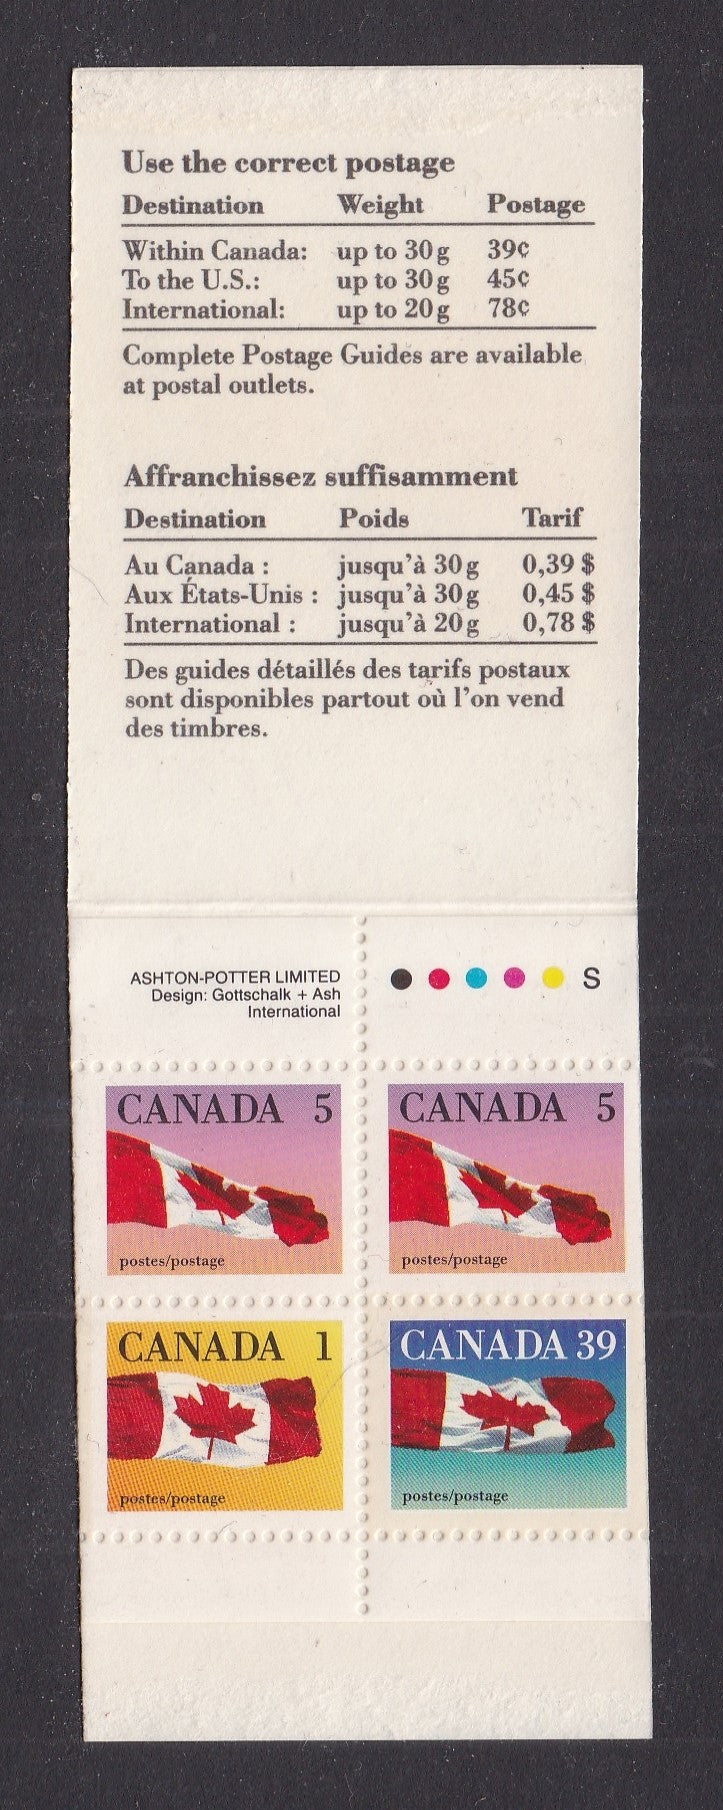 Use the correct postage
Destination Weight Postage
Within Canada: up to 30g 39¢
To the U.S.: up to 30g 45¢
International: up to 20g 78¢
Complete Postage Guides are available
at postal outlets.
Affranchissez suffisamment
Destination Poids Tarif
Au Canada : jusqu'à 30g 0,39 $
Aux États-Unis : jusqu'à 30g 0,45 $
International : jusqu'à 20g 0,78 $
Des guides détaillés des tarifs postaux
sont disponibles partout où l'on vend
des timbres.
ASHTON-POTTER LIMITED
Design: Gottschalk + Ash
International
S
CANADA 5
postes/postage
CANADA 5
postes/postage
CANADA 1
postes/postage
CANADA 39
postes/postage